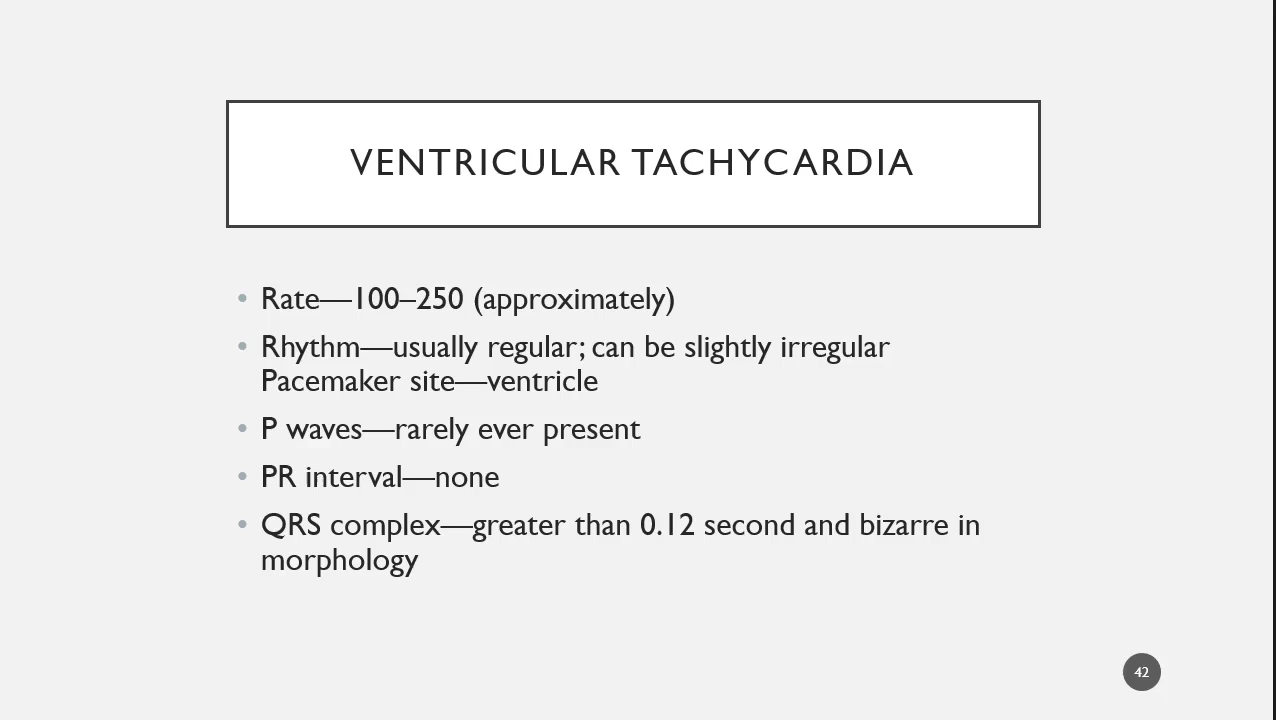 VENTRICULAR TACHYCARDIA
• Rate—100–250 (approximately)
• Rhythm—usually regular; can be slightly irregular
Pacemaker site—ventricle
• P waves—rarely ever present
• PR interval—none
• QRS complex—greater than 0.12 second and bizarre in
morphology
42